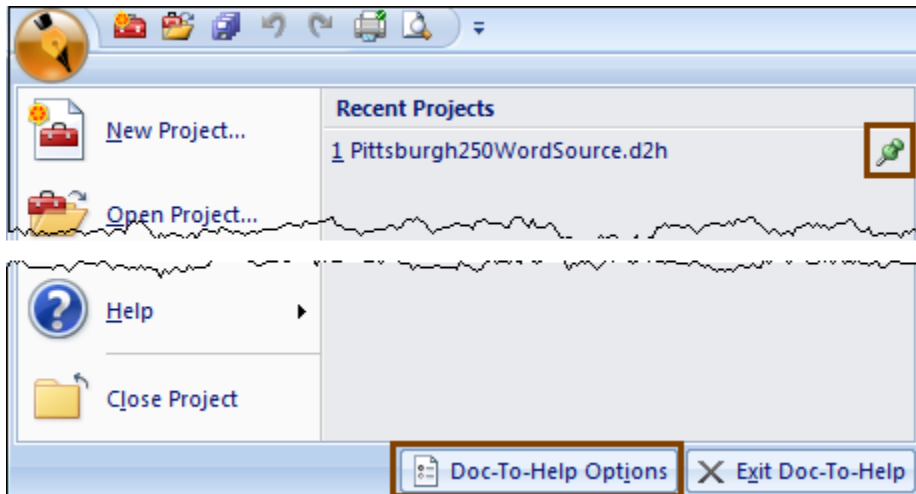 Recent Projects
New Project...
1 Pittsburgh250WordSource.d2h
Open Project...
Help
Close Project
Doc-To-Help Options
Exit Doc-To-Help